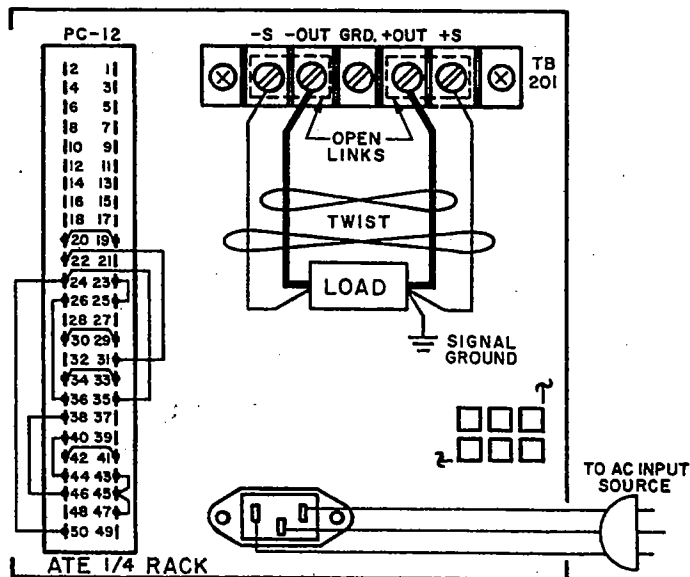 PC-12
-S -OUT GRD. +OUT +S
TB
201
2 1
4 3
6 5
8 7
10 9
12 11
14 13
16 15
18 17
20 19
22 21
24 23
26 25
28 27
30 29
32 31
34 33
36 35
38 37
40 39
42 41
44 43
46 45
48 47
50 49
OPEN
LINKS
TWIST
LOAD
SIGNAL
GROUND
TO AC INPUT
SOURCE
ATE 1/4 RACK